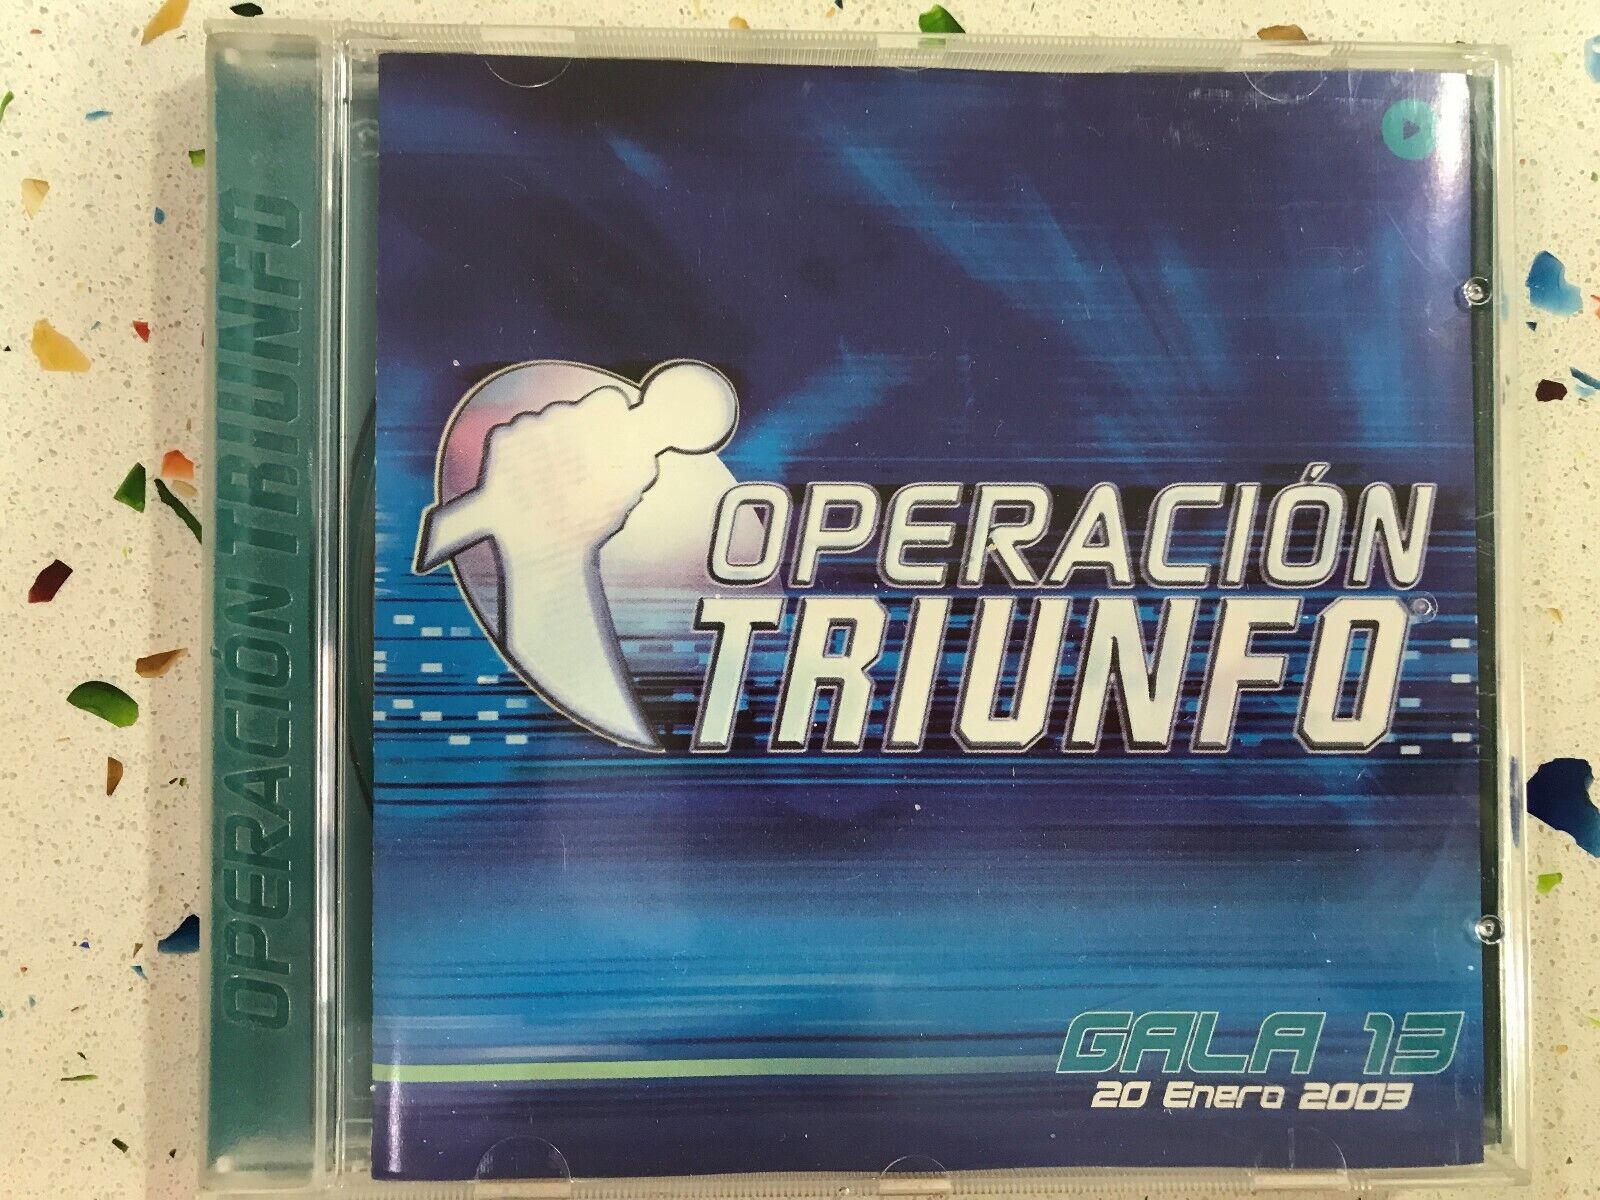 OPERACIÓN TRIUNFO
OPERACIÓN
TRIUNFO
GALA 13
20 Enero 2003